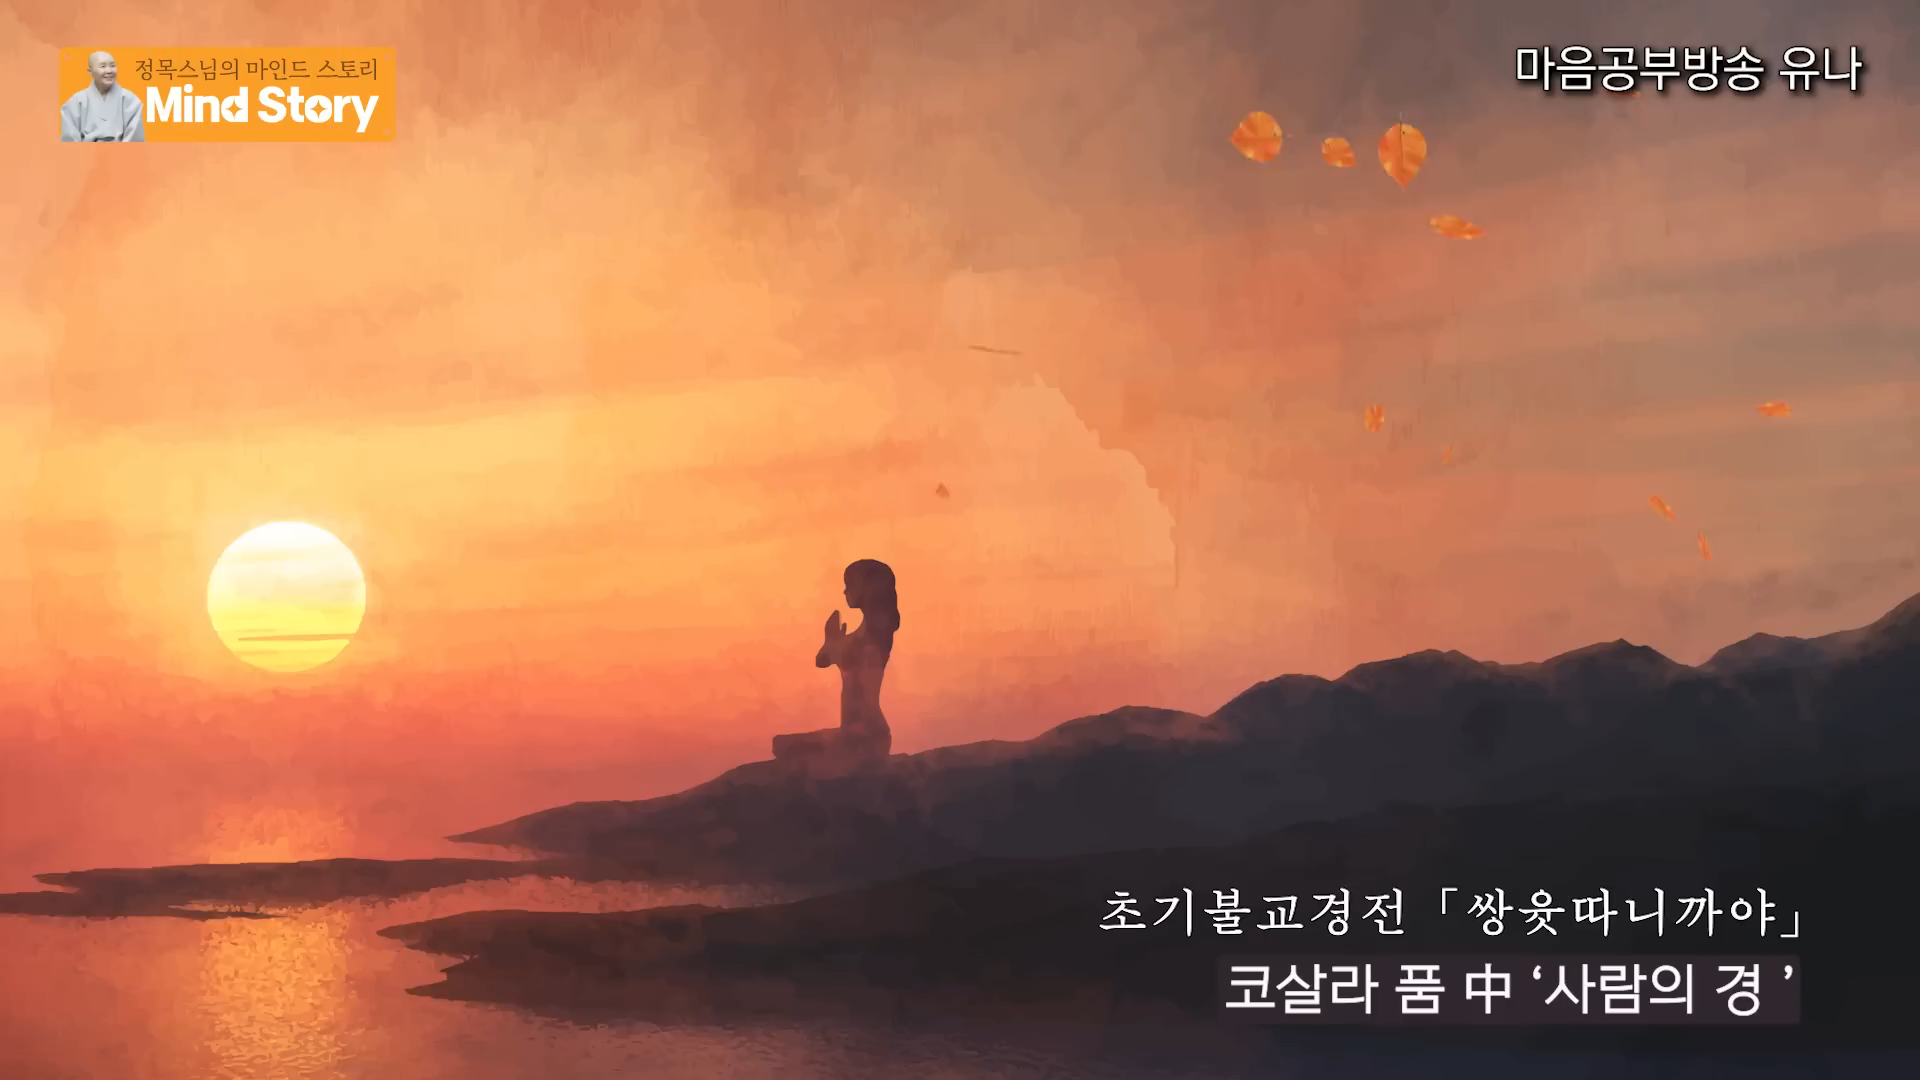 정목스님의 마인드 스토리
Mind Story
마음공부방송 유나
초기불교경전「쌍윳따니까야」
코살라 품 中 ‘사람의 경 ’